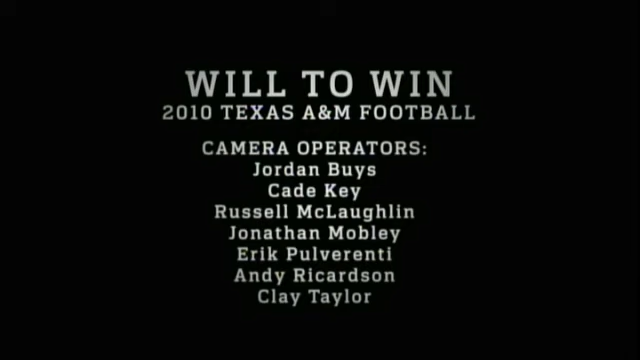 WILL TO WIN
2010 TEXAS A&M FOOTBALL
CAMERA OPERATORS:
Jordan Buys
Cade Key
Russell McLaughlin
Jonathan Mobley
Erik Pulverenti
Andy Ricardson
Clay Taylor